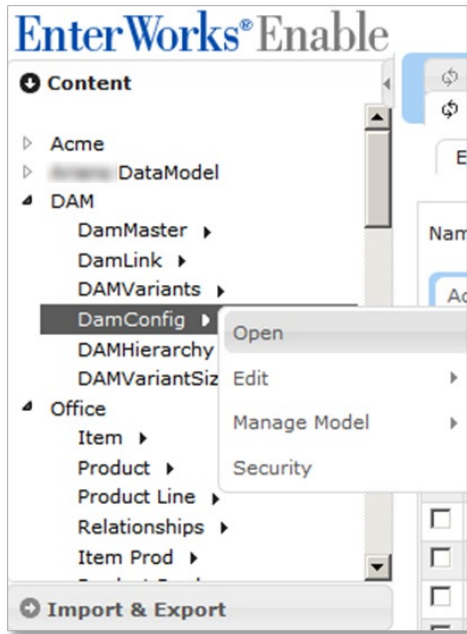 EnterWorks®Enable
Content
Acme
DataModel
DAM
DamMaster
DamLink
DAMVariants
DamConfig
Open
DAMHierarchy
Edit
DAMVariantSiz
Office
Manage Model
Item
Product
Security
Product Line
Relationships
Item Prod
Import & Export
E
Nam
Ac